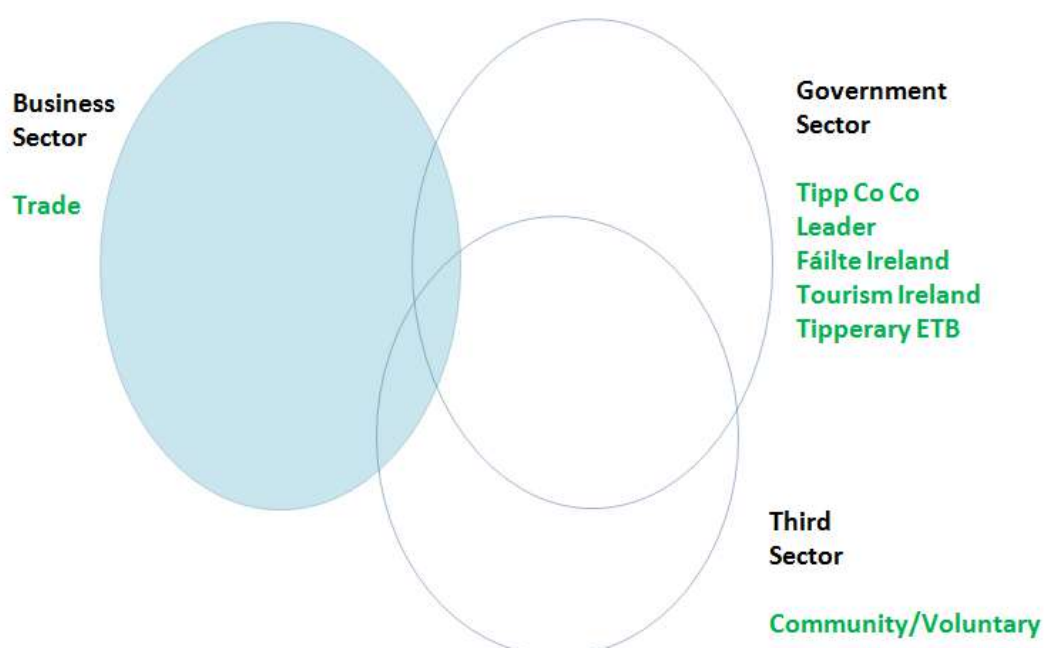 Business
Sector
Trade
Government
Sector
Tipp Co Co
Leader
Fáilte Ireland
Tourism Ireland
Tipperary ETB
Third
Sector
Community/Voluntary